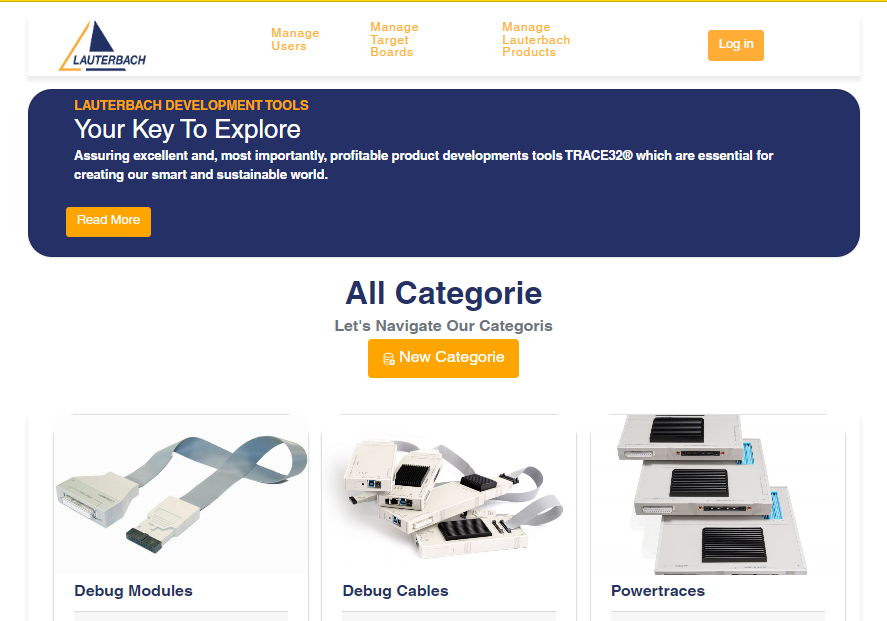 LAUTERBACH
Manage
Users
Manage
Target
Boards
Manage
Lauterbach
Products
Log in
LAUTERBACH DEVELOPMENT TOOLS
Your Key To Explore
Assuring excellent and, most importantly, profitable product developments tools TRACE32® which are essential for
creating our smart and sustainable world.
Read More
All Categorie
Let's Navigate Our Categoris
New Categorie
Debug Modules
Debug Cables
Powertraces